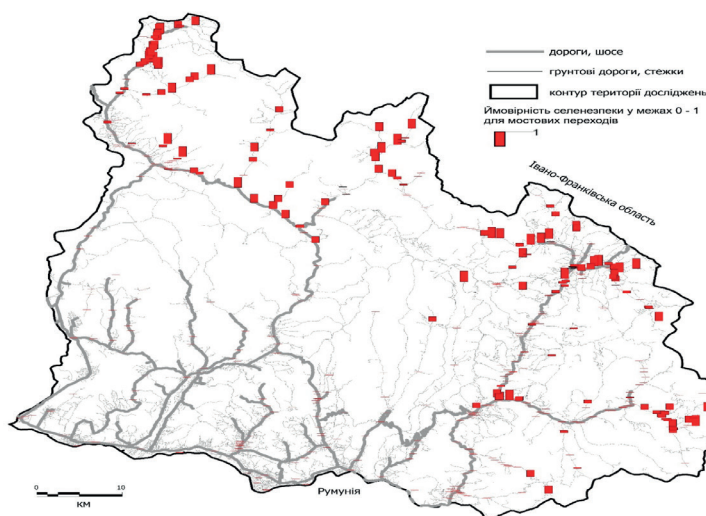 дороги, шосе
грунтові дороги, стежки
контур території досліджень
Ймовірність селенезпеки у межах 0 - 1
для мостових переходів
1
Івано-Франківська область
Румунія
0 10
км